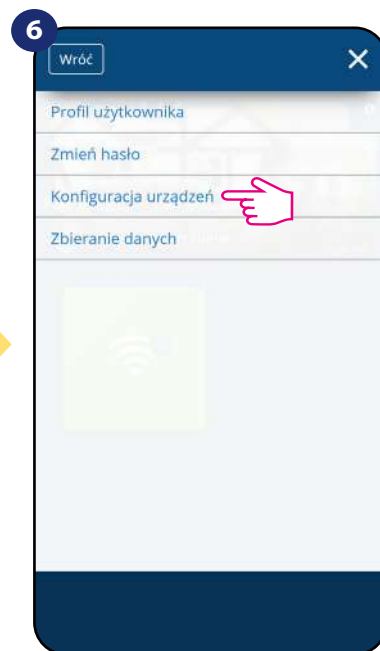 6
Wróć
Profil użytkownika
Zmień hasło
Konfiguracja urządzeń
Zbieranie danych